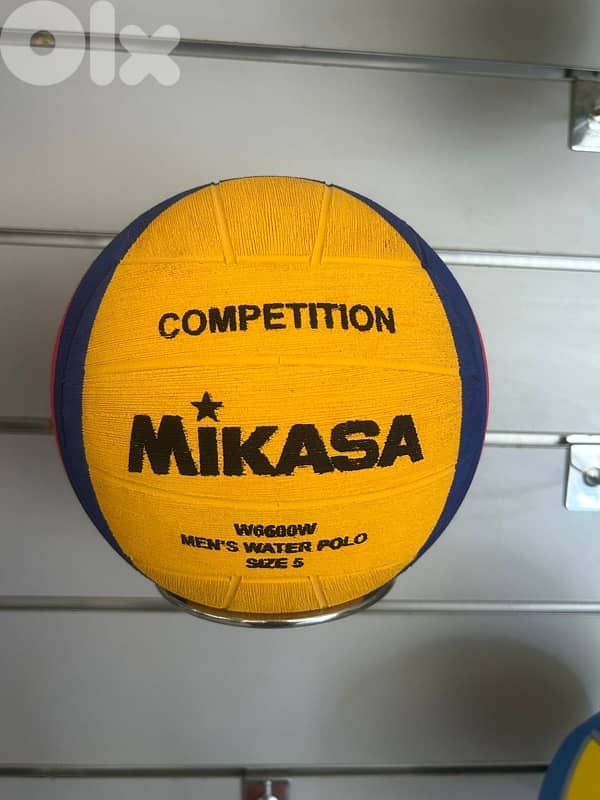 OLX
COMPETITION
MIKASA
W6600W
MEN'S WATER POLO
SIZE 5